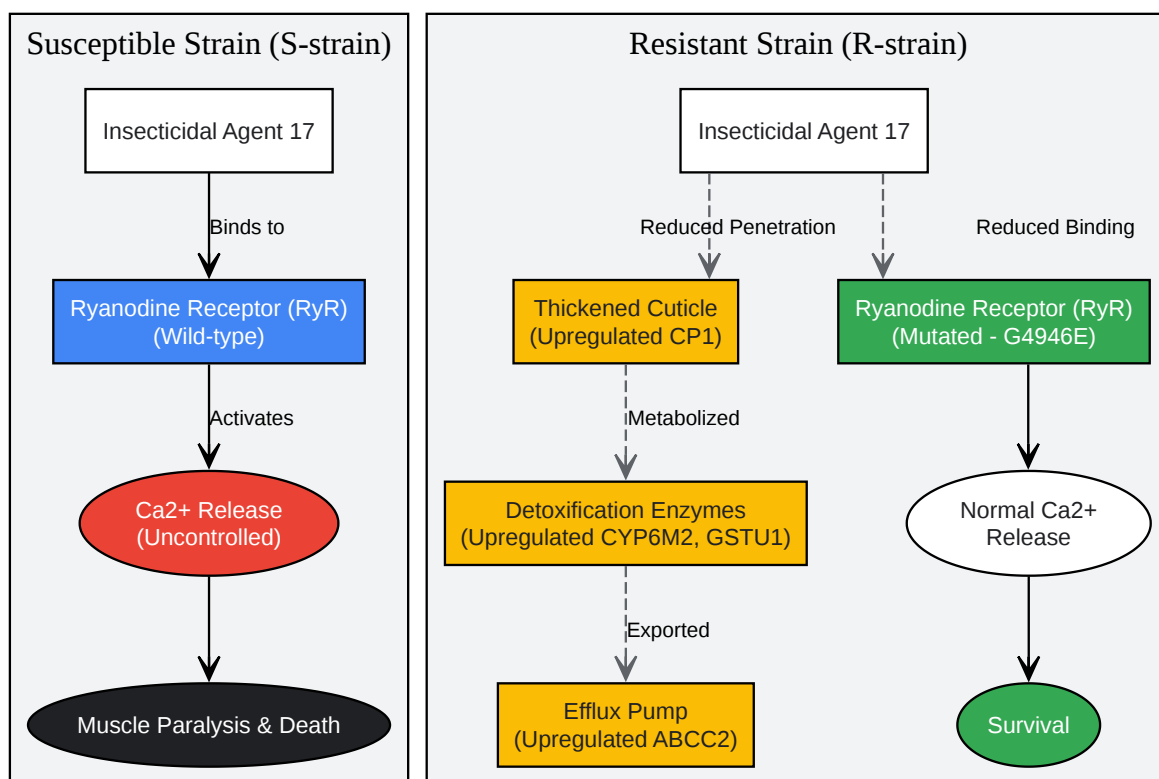 Susceptible Strain (S-strain)
Insecticidal Agent 17
Binds to
Ryanodine Receptor (RyR)
(Wild-type)
Activates
Ca2+ Release
(Uncontrolled)
Muscle Paralysis & Death
Resistant Strain (R-strain)
Insecticidal Agent 17
Reduced Penetration
Reduced Binding
Thickened Cuticle
(Upregulated CP1)
Ryanodine Receptor (RyR)
(Mutated - G4946E)
Metabolized
Detoxification Enzymes
(Upregulated CYP6M2, GSTU1)
Normal Ca2+
Release
Exported
Efflux Pump
(Upregulated ABCC2)
Survival